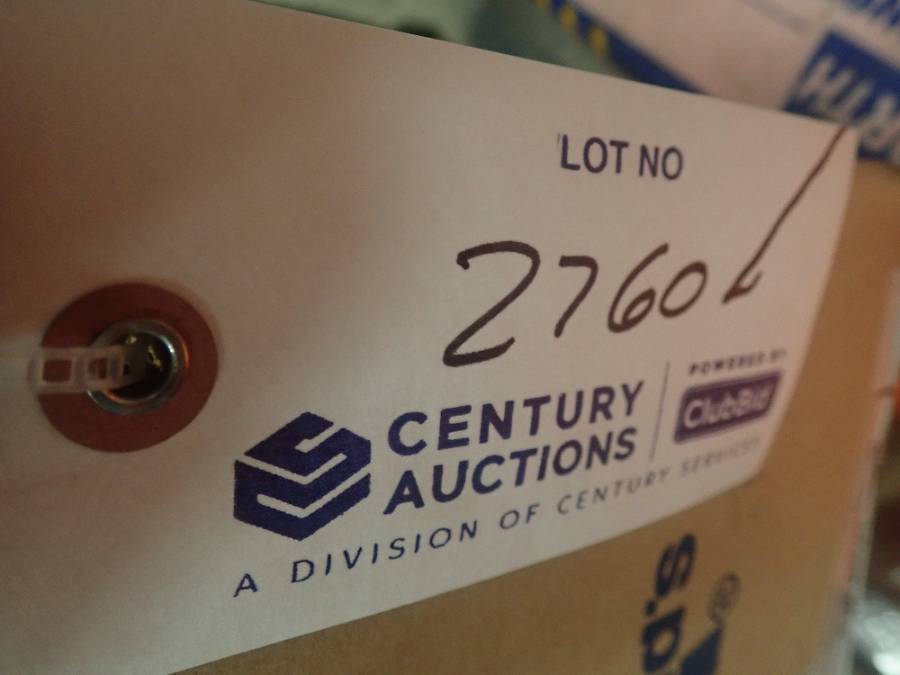 LOT NO
2760
CENTURY
AUCTIONS
POWERED BY
ClubBid
A DIVISION OF CENTURY SERVICES